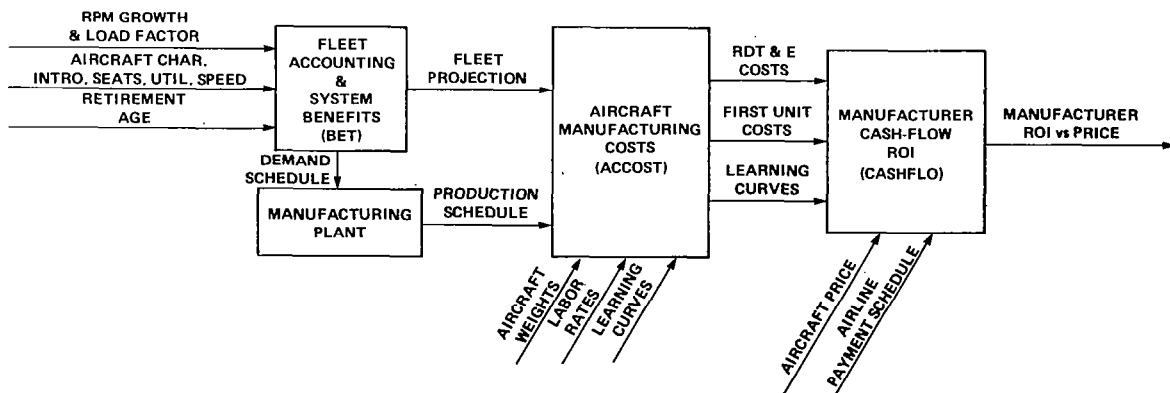 RPM GROWTH
& LOAD FACTOR
AIRCRAFT CHAR.
INTRO, SEATS, UTIL, SPEED
RETIREMENT
AGE
FLEET
ACCOUNTING
&
SYSTEM
BENEFITS
(BET)
FLEET
PROJECTION
DEMAND
SCHEDULE
MANUFACTURING
PLANT
PRODUCTION
SCHEDULE
AIRCRAFT
MANUFACTURING
COSTS
(ACCOST)
AIRCRAFT
WEIGHTS
LABOR
RATES
LEARNING
CURVES
RDT & E
COSTS
FIRST UNIT
COSTS
LEARNING
CURVES
MANUFACTURER
CASH-FLOW
ROI
(CASHFLO)
AIRCRAFT PRICE
AIRLINE
PAYMENT SCHEDULE
MANUFACTURER
ROI vs PRICE